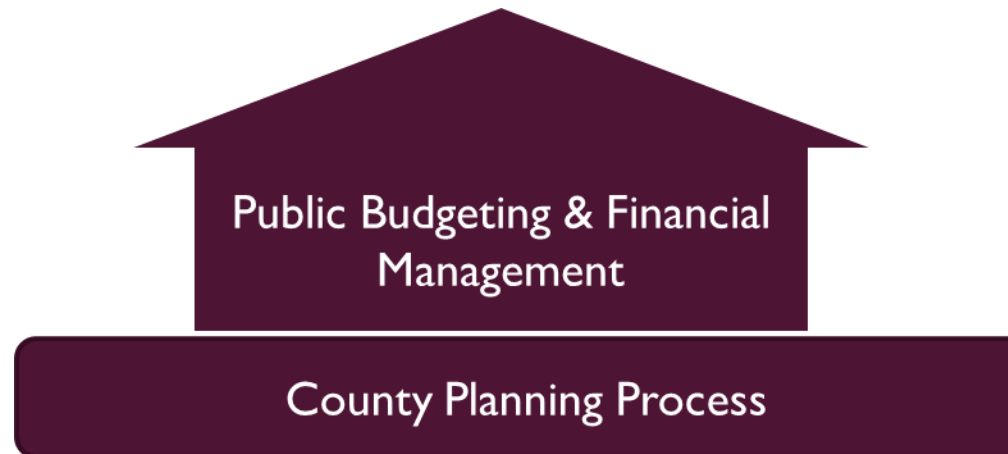 Public Budgeting & Financial
Management
County Planning Process